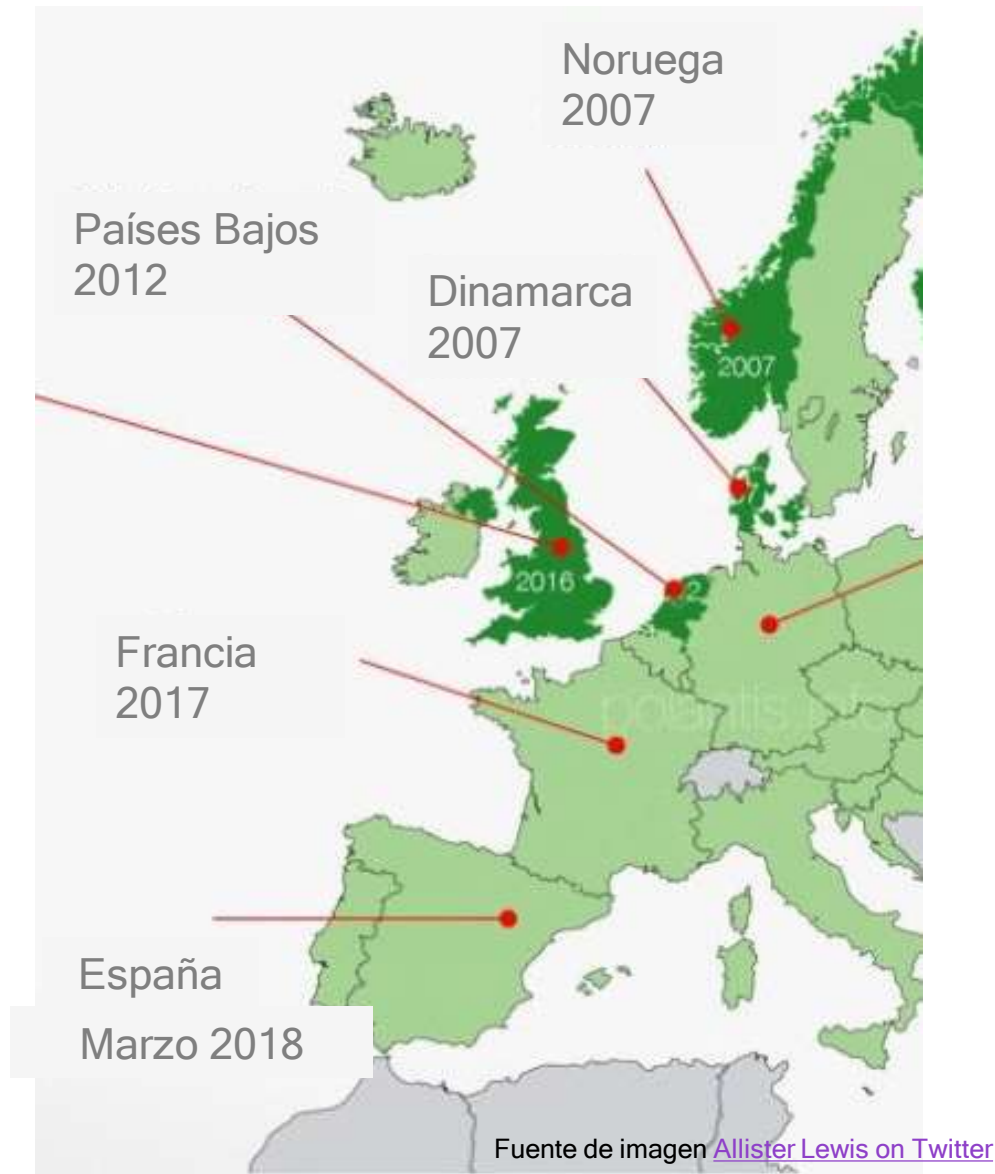 Noruega
2007
Países Bajos
2012
Dinamarca
2007
2007
2016
Francia
2017
España
Marzo 2018
Fuente de imagen Allister Lewis on Twitter